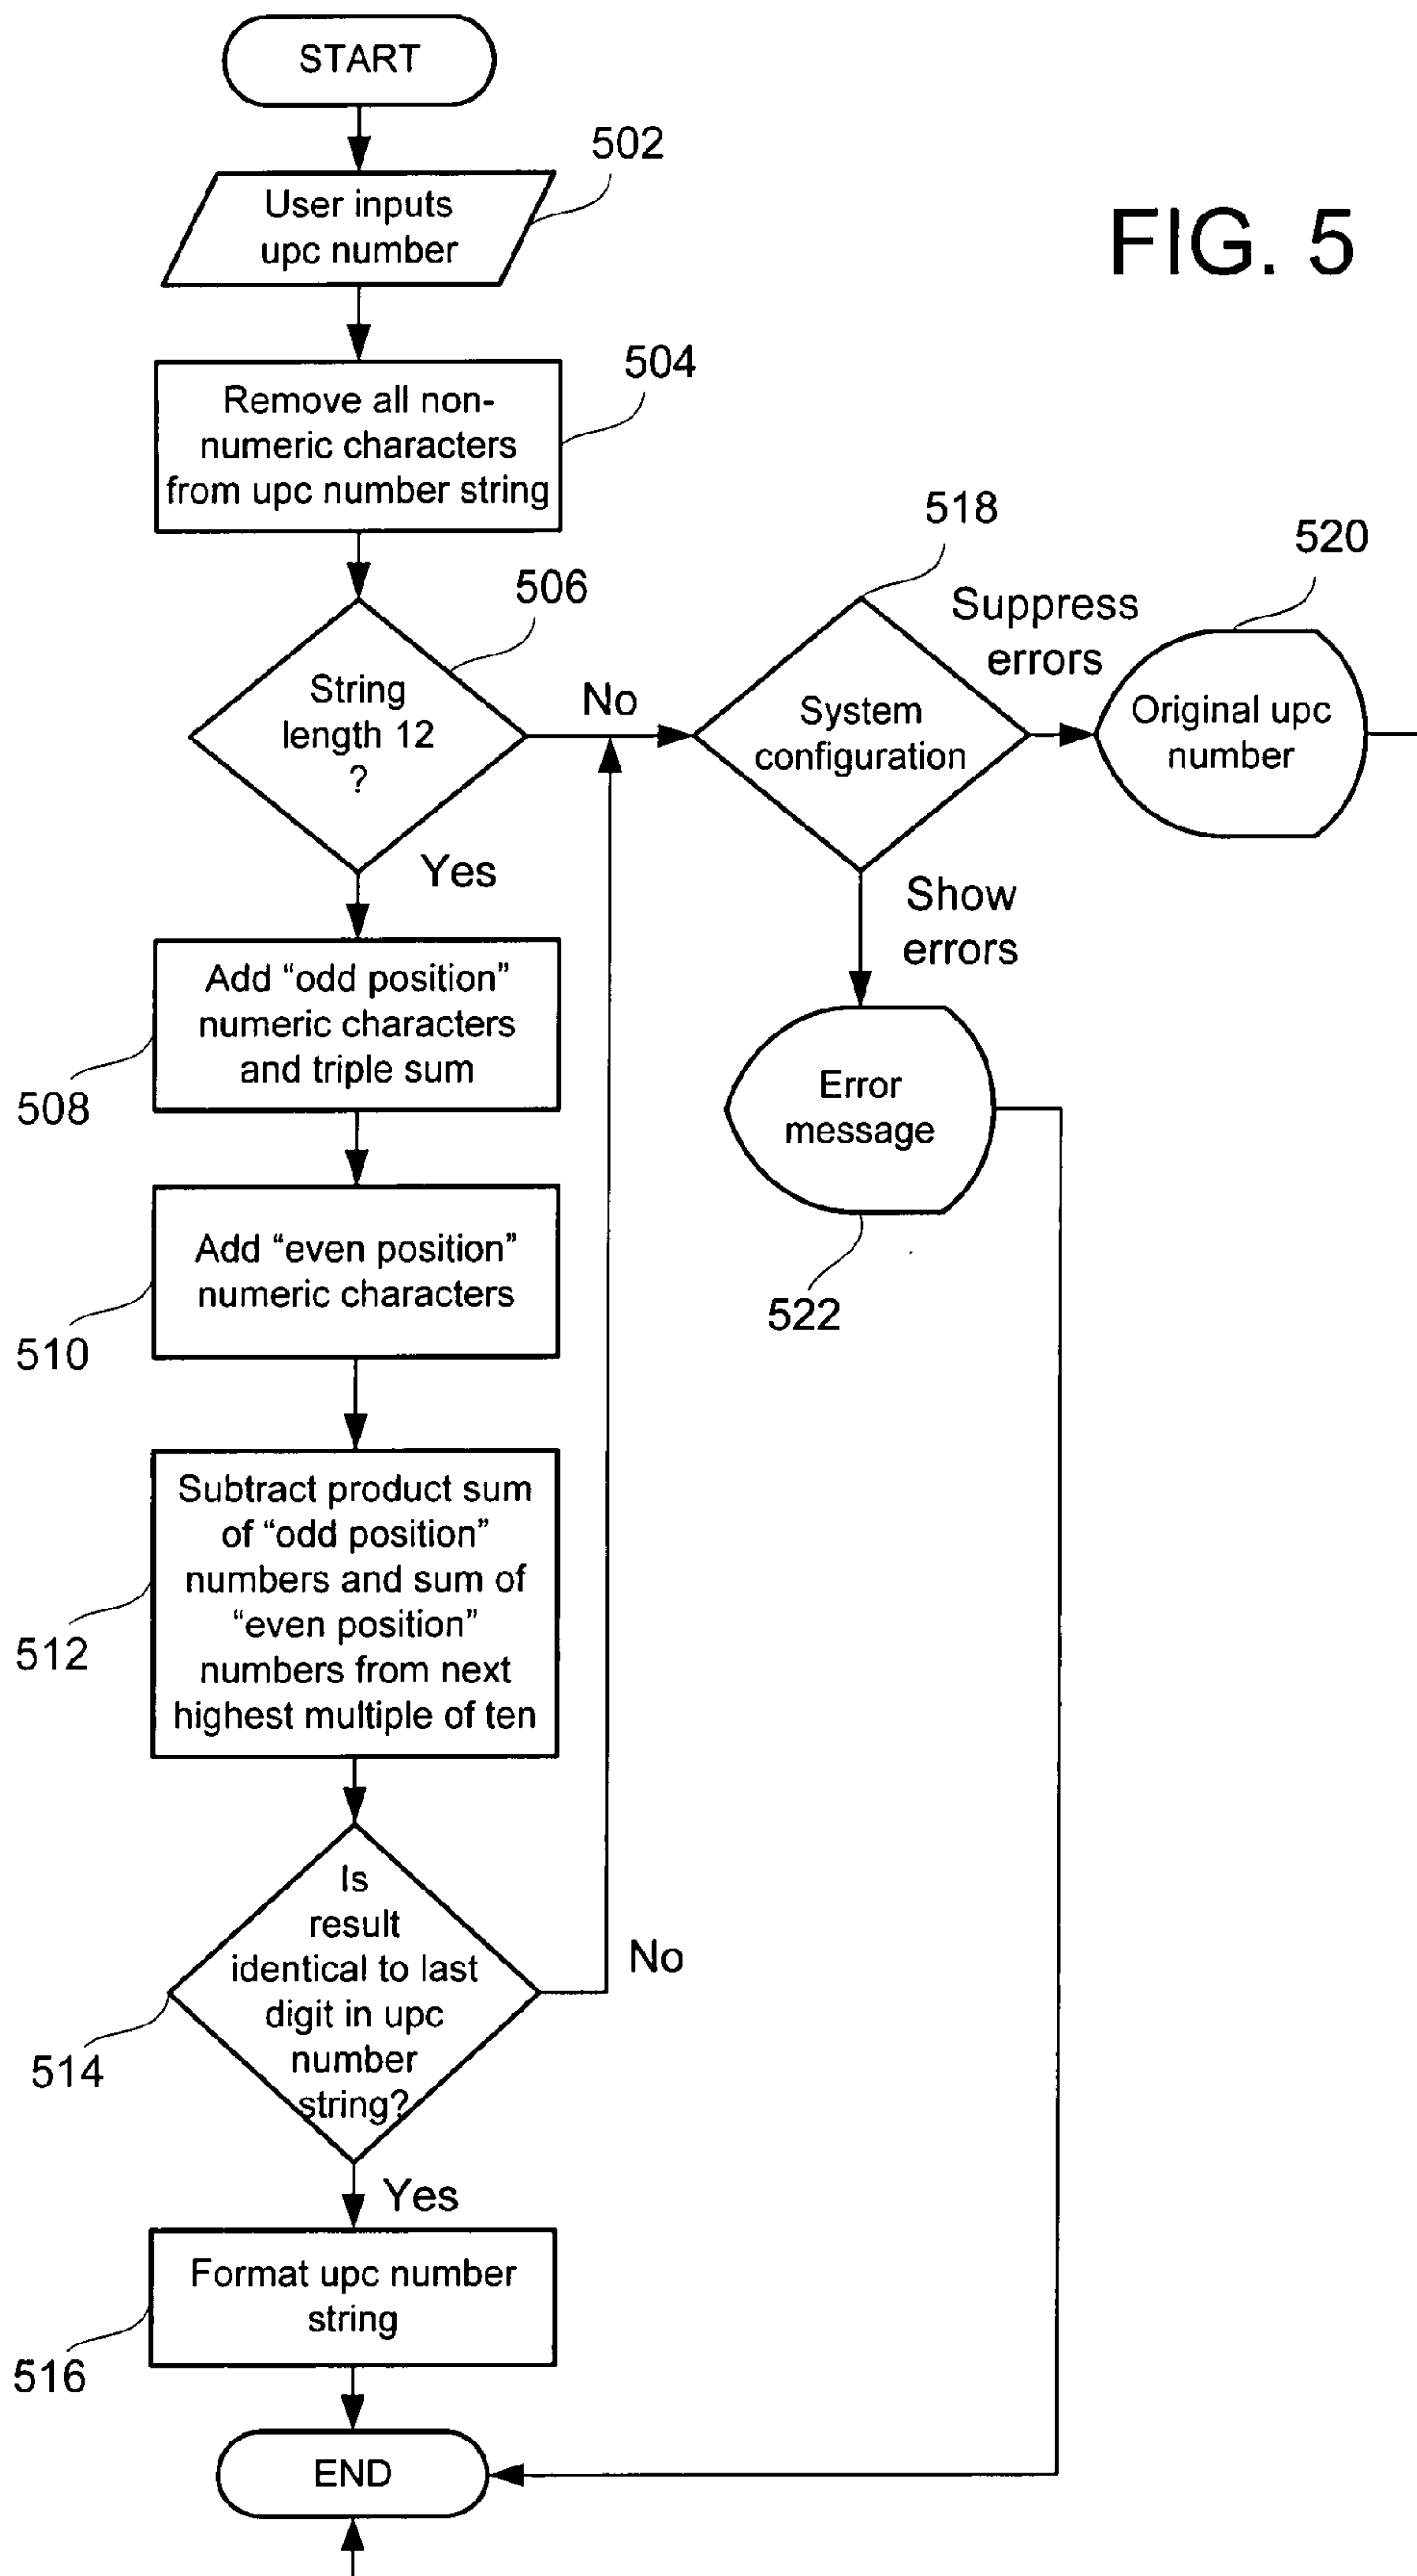 START
502
User inputs
upc number
FIG. 5
504
Remove all non-
numeric characters
from upc number string
506
String
length 12
?
No
518
System
configuration
Suppress
errors
520
Original upc
number
Yes
Show
errors
508
Add “odd position”
numeric characters
and triple sum
Error
message
522
510
Add “even position”
numeric characters
512
Subtract product sum
of “odd position”
numbers and sum of
“even position”
numbers from next
highest multiple of ten
514
Is
result
identical to last
digit in upc
number
string?
No
Yes
516
Format upc number
string
END